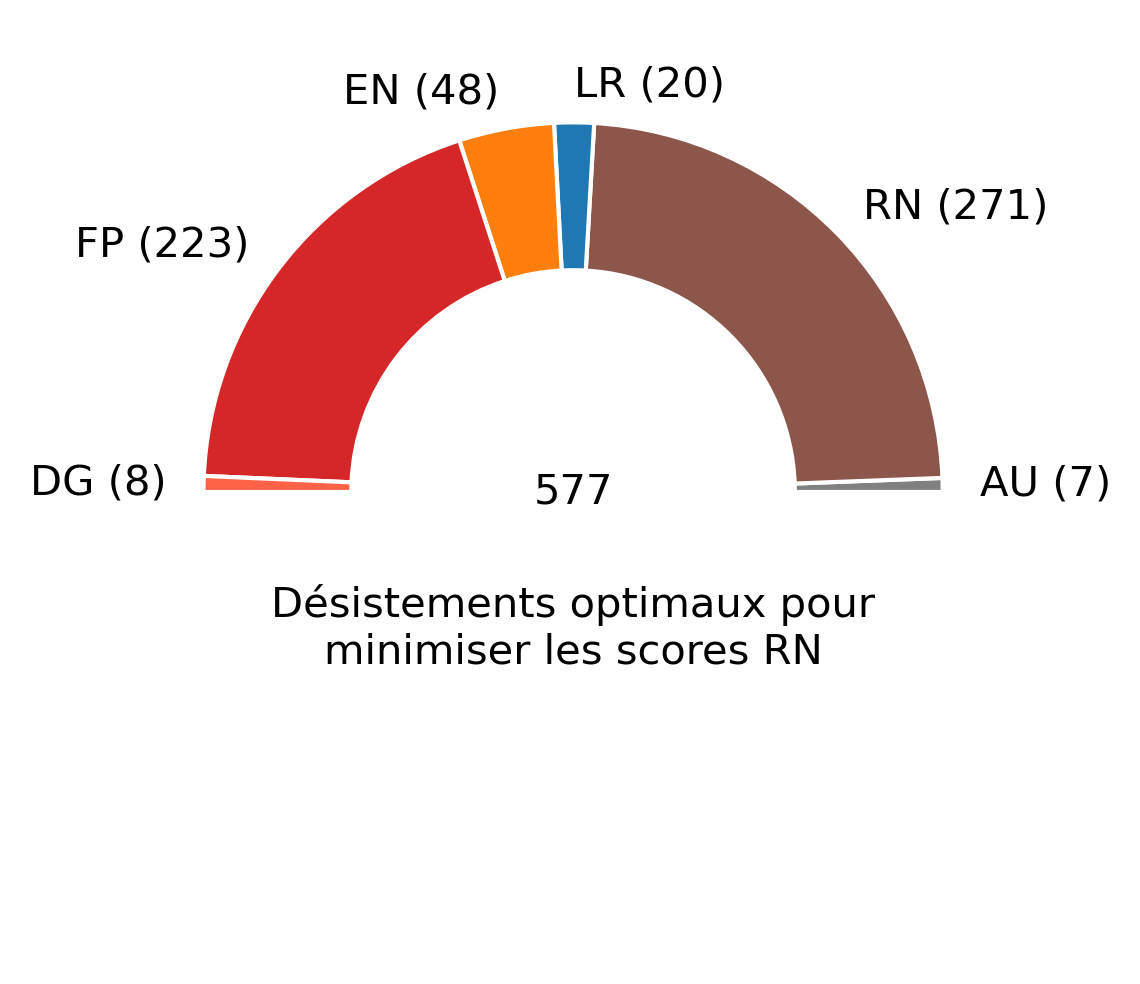 LR (20)
EN (48)
RN (271)
FP (223)
DG (8)
AU (7)
577
Désistements optimaux pour
minimiser les scores RN